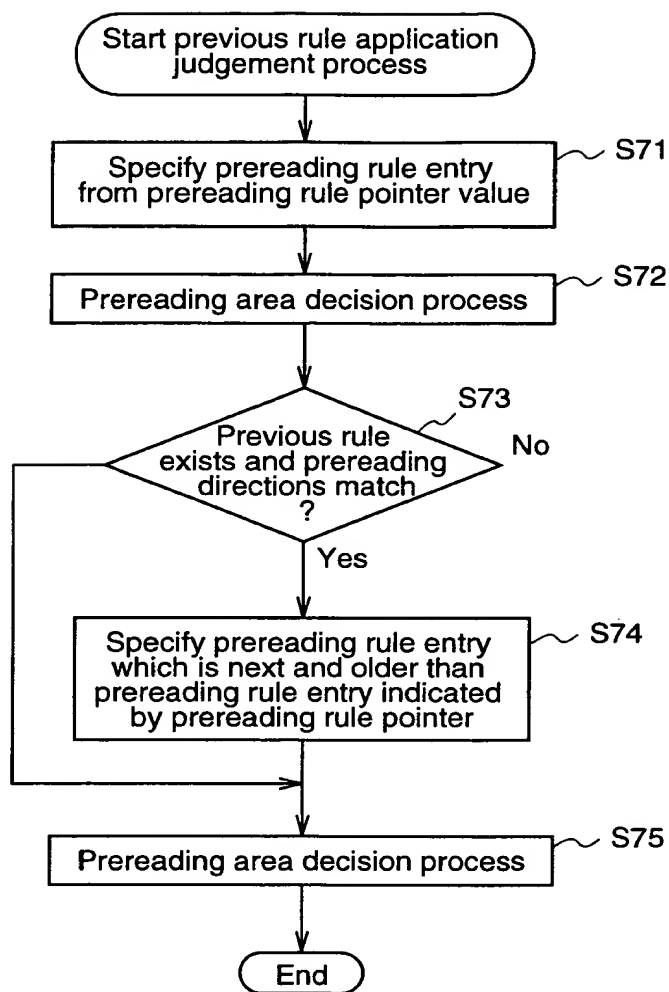 Start previous rule application
judgement process
S71
Specify prereading rule entry
from prereading rule pointer value
S72
Prereading area decision process
S73
Previous rule
exists and prereading
directions match
?
No
Yes
S74
Specify prereading rule entry
which is next and older than
prereading rule entry indicated
by prereading rule pointer
S75
Prereading area decision process
End